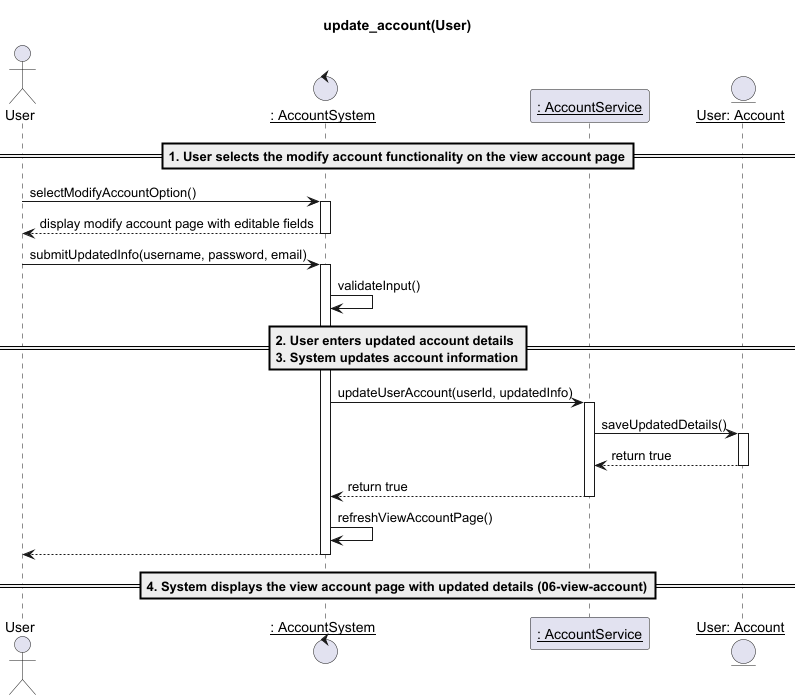 update_account(User)
User
: AccountSystem
: AccountService
User: Account
1. User selects the modify account functionality on the view account page
selectModifyAccountOption()
display modify account page with editable fields
submitUpdatedInfo(username, password, email)
validateInput()
2. User enters updated account details
3. System updates account information
updateUserAccount(userId, updatedInfo)
saveUpdatedDetails()
return true
return true
refreshViewAccountPage()
4. System displays the view account page with updated details (06-view-account)
User
: AccountSystem
: AccountService
User: Account